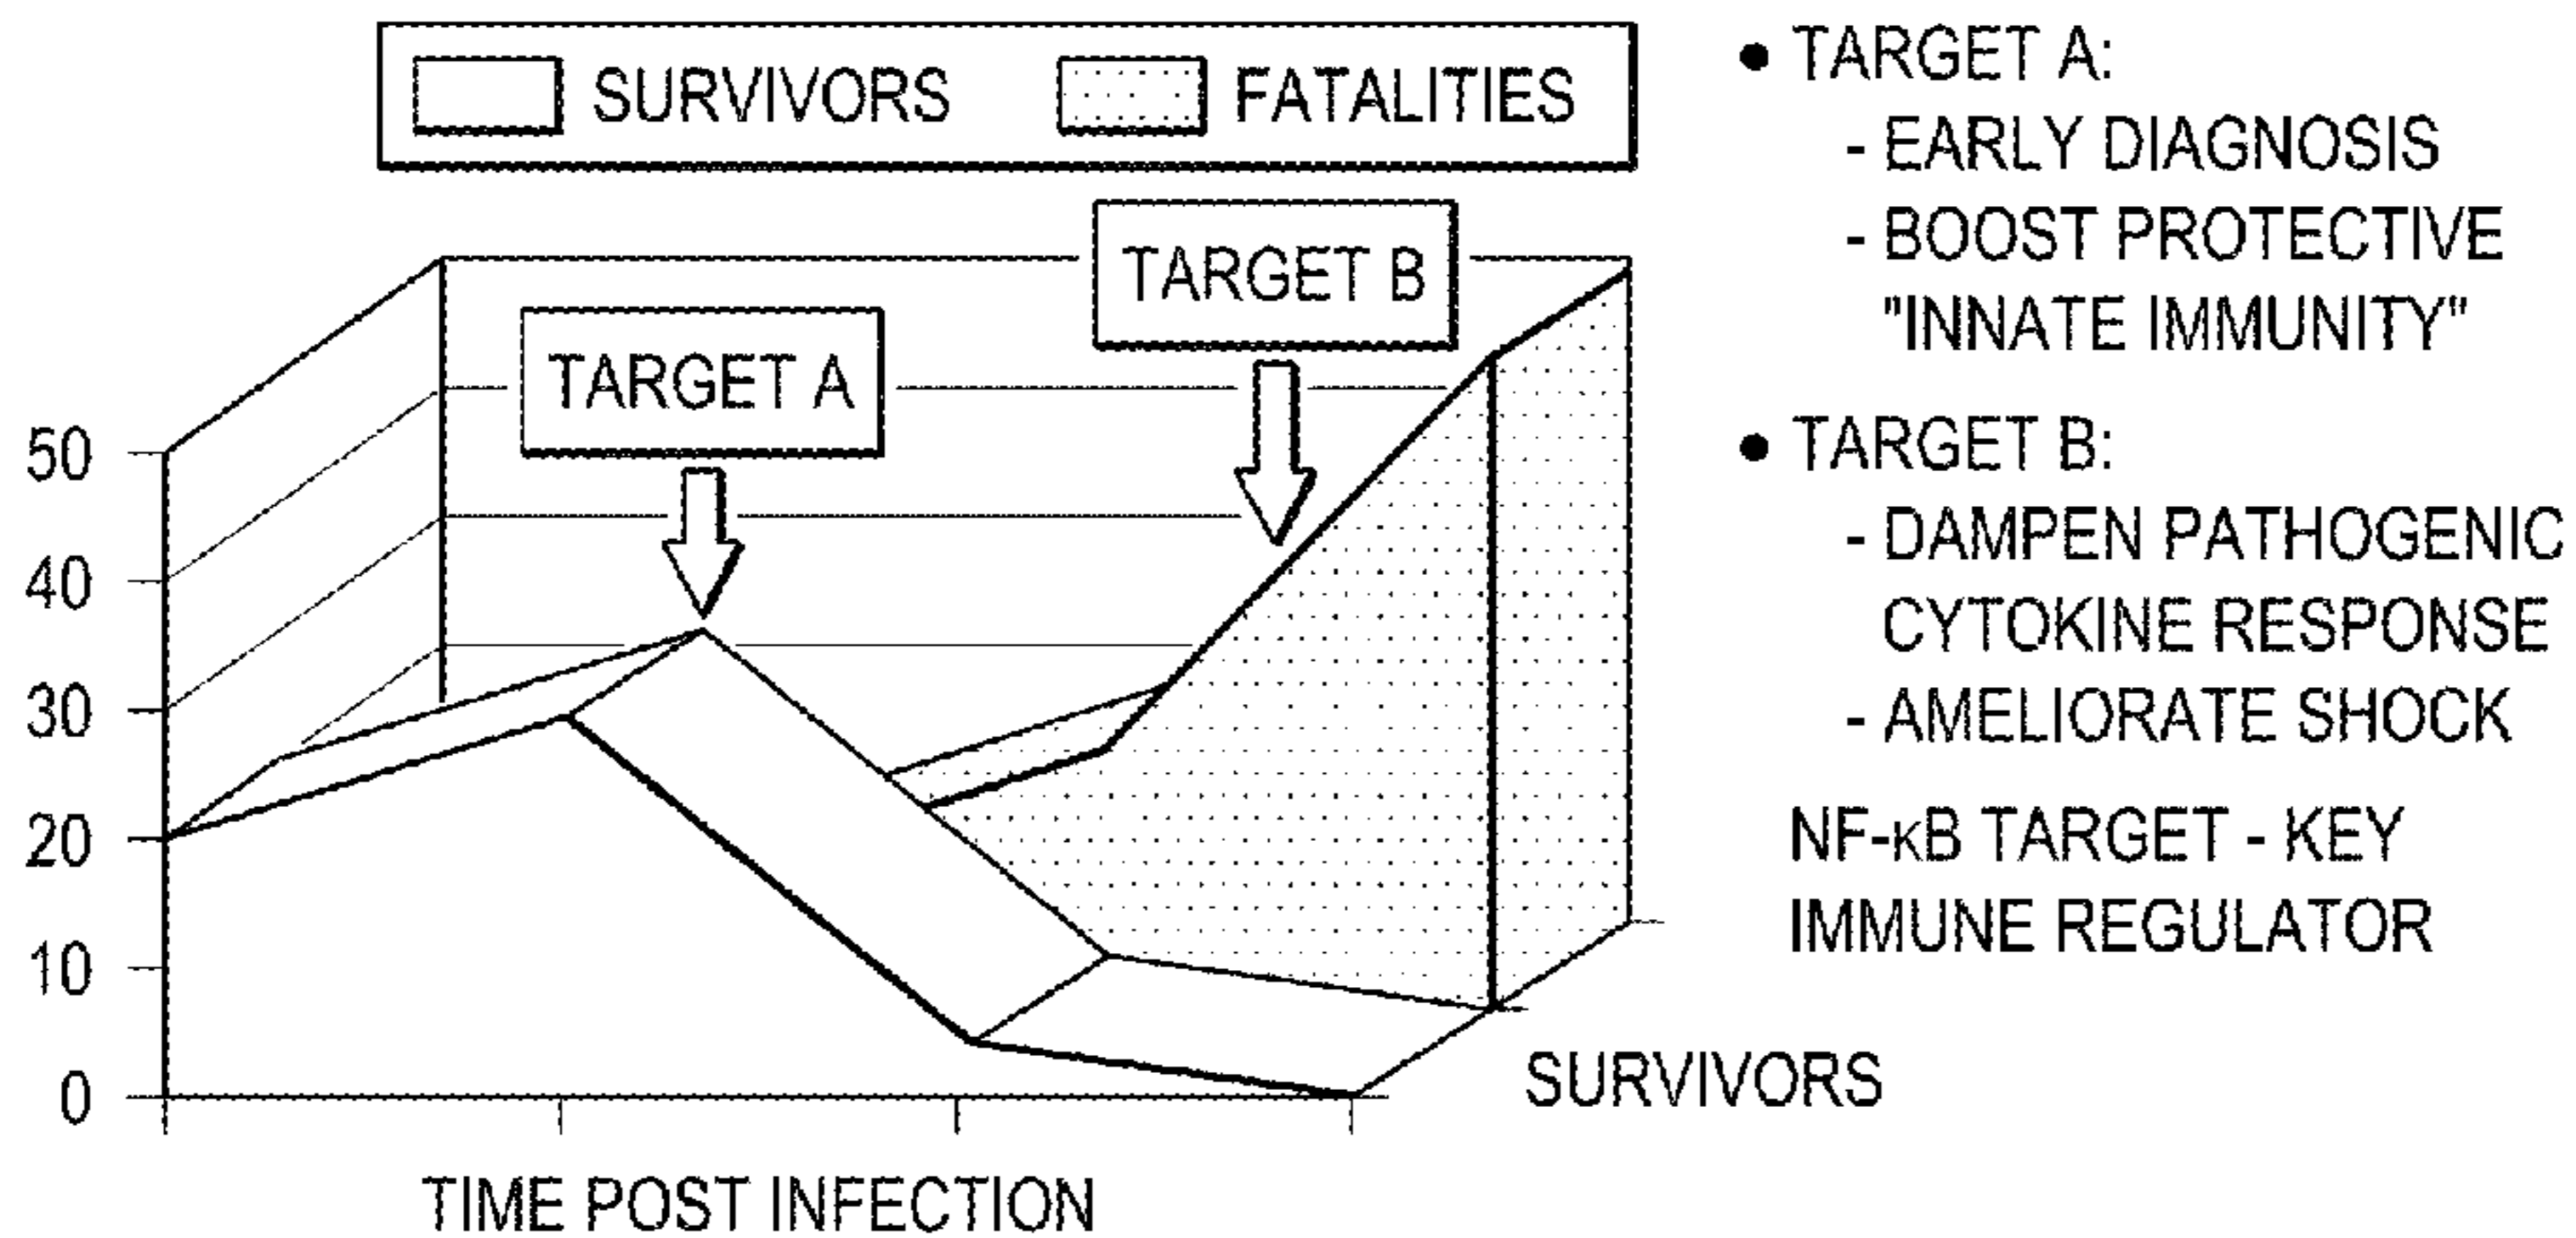 SURVIVORS
FATALITIES
TARGET A
TARGET B
50
40
30
20
10
0
SURVIVORS
TIME POST INFECTION
• TARGET A:
- EARLY DIAGNOSIS
- BOOST PROTECTIVE
"INNATE IMMUNITY"
• TARGET B:
- DAMPEN PATHOGENIC
CYTOKINE RESPONSE
- AMELIORATE SHOCK
NF-κB TARGET - KEY
IMMUNE REGULATOR